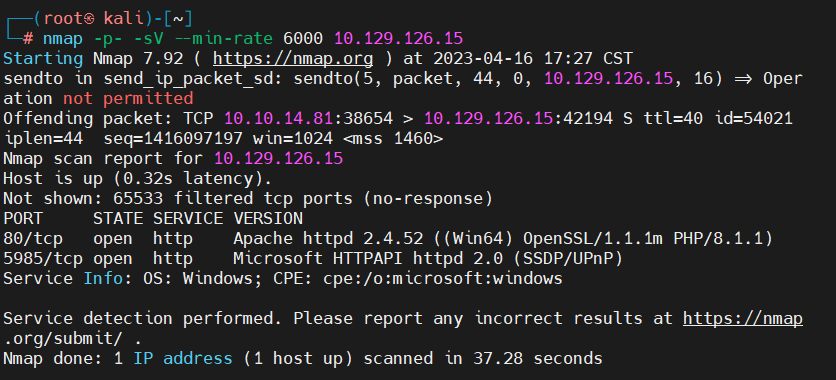 ┌──(root㉿ kali)-[~]
└─# nmap -p- -sV --min-rate 6000 10.129.126.15
Starting Nmap 7.92 ( https://nmap.org ) at 2023-04-16 17:27 CST
sendto in send_ip_packet_sd: sendto(5, packet, 44, 0, 10.129.126.15, 16) => Oper
ation not permitted
Offending packet: TCP 10.10.14.81:38654 > 10.129.126.15:42194 S ttl=40 id=54021
iplen=44  seq=1416097197 win=1024 <mss 1460>
Nmap scan report for 10.129.126.15
Host is up (0.32s latency).
Not shown: 65533 filtered tcp ports (no-response)
PORT     STATE SERVICE VERSION
80/tcp   open  http    Apache httpd 2.4.52 ((Win64) OpenSSL/1.1.1m PHP/8.1.1)
5985/tcp open  http    Microsoft HTTPAPI httpd 2.0 (SSDP/UPnP)
Service Info: OS: Windows; CPE: cpe:/o:microsoft:windows

Service detection performed. Please report any incorrect results at https://nmap
.org/submit/ .
Nmap done: 1 IP address (1 host up) scanned in 37.28 seconds